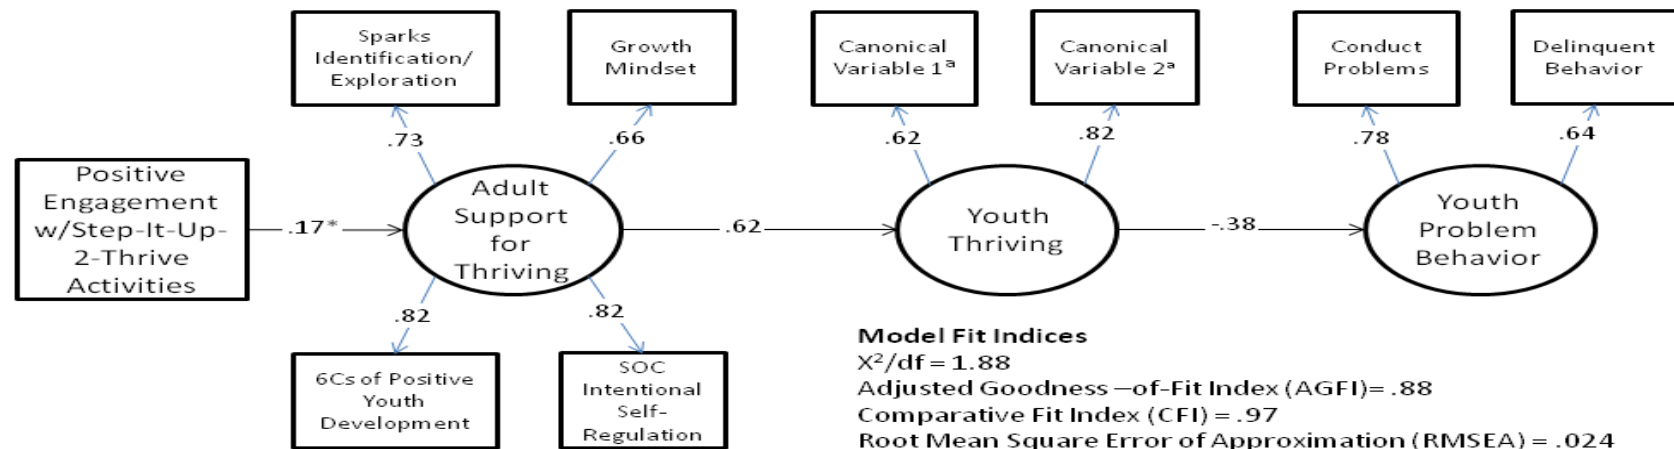 Sparks
Identification/
Exploration
Growth
Mindset
Canonical
Variable 1ª
Canonical
Variable 2ª
Conduct
Problems
Delinquent
Behavior
.73
.66
.62
.82
.78
.64
Positive
Engagement
w/Step-It-Up-
2-Thrive
Activities
.17*
Adult
Support
for
Thriving
.62
Youth
Thriving
-.38
Youth
Problem
Behavior
.82
.82
6Cs of Positive
Youth
Development
SOC
Intentional
Self-
Regulation
Model Fit Indices
X²/df = 1.88
Adjusted Goodness –of-Fit Index (AGFI)= .88
Comparative Fit Index (CFI) = .97
Root Mean Square Error of Approximation (RMSEA) = .024